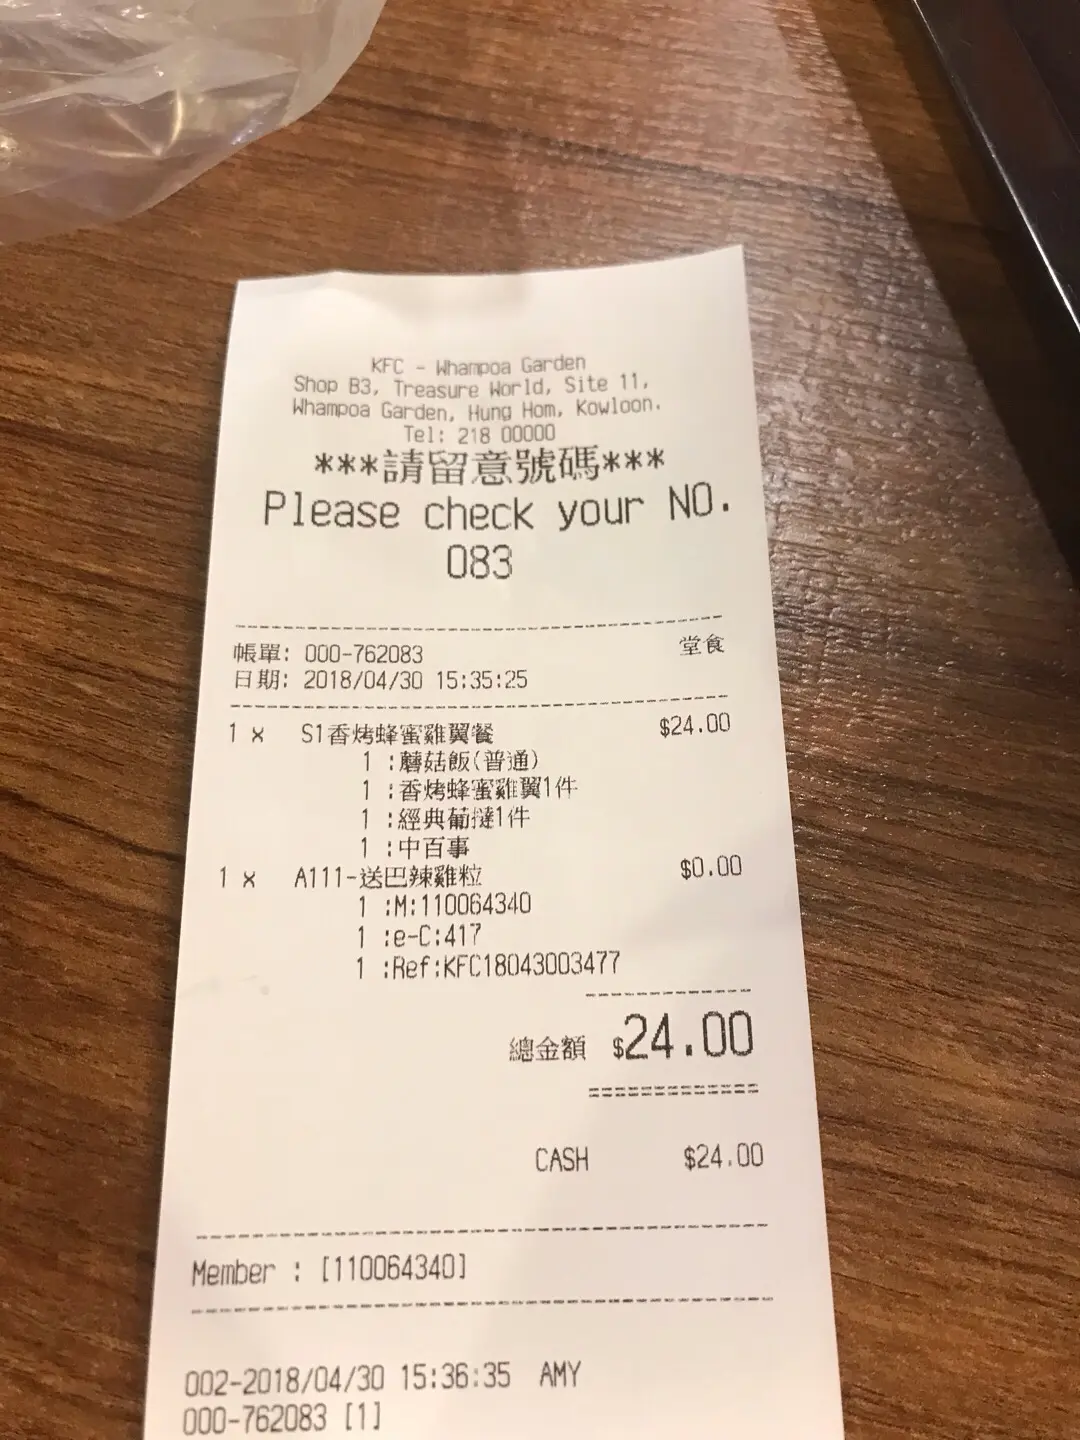 KFC - Whampoa Garden
Shop B3, Treasure World, Site 11,
Whampoa Garden, Hung Hom, Kowloon.
Tel: 218 00000
***請留意號碼***
Please check your NO.
083
帳單: 000-762083 堂食
日期: 2018/04/30 15:35:25
1 x S1香烤蜂蜜雞翼餐 $24.00
1 :蘑菇飯(普通)
1 :香烤蜂蜜雞翼1件
1 :經典葡撻1件
1 :中百事
1 x A111-送巴辣雞粒 $0.00
1 :M:110064340
1 :e-C:417
1 :Ref:KFC18043003477
總金額 $24.00
CASH $24.00
Member : [110064340]
002-2018/04/30 15:36:35 AMY
000-762083 [1]